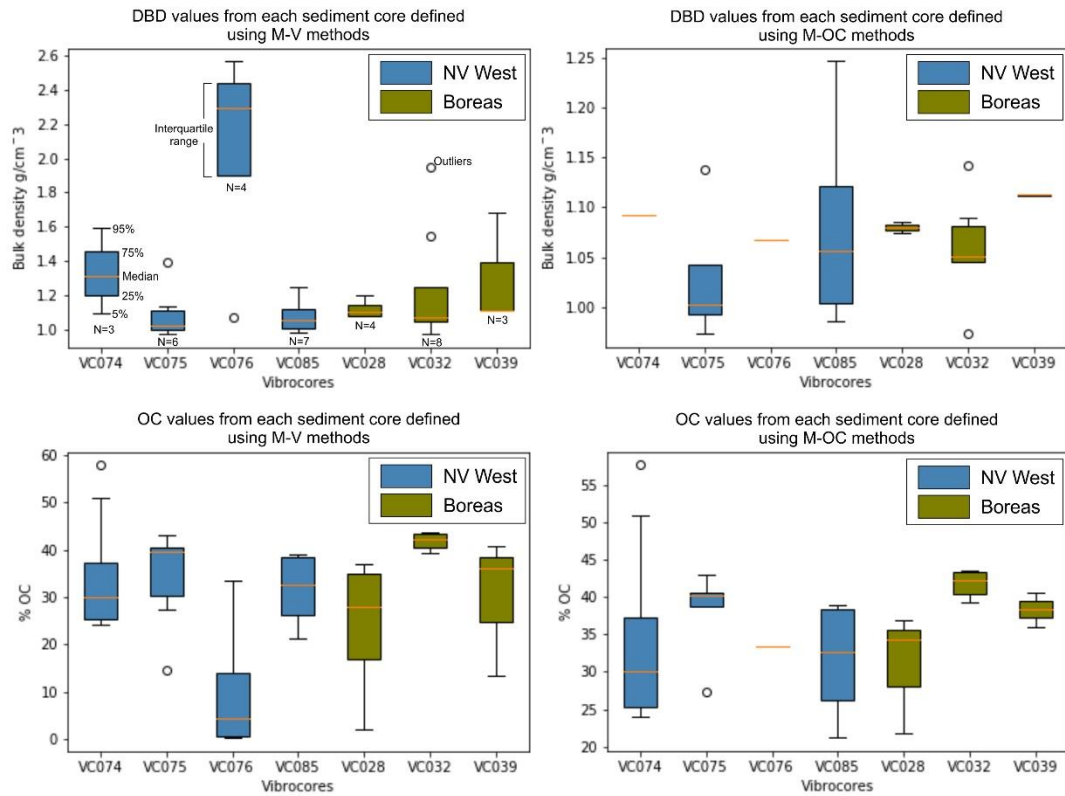 DBD values from each sediment core defined
using M-V methods
2.6
2.4
2.2
2.0
1.8
1.6
1.4
1.2
1.0
Bulk density g/cm⁻3
NV West
Boreas
Interquartile
range
Outliers
N=4
95%
75%
Median
25%
5%
N=3
N=6
N=7
N=4
N=8
N=3
VC074 VC075 VC076 VC085 VC028 VC032 VC039
Vibrocores
DBD values from each sediment core defined
using M-OC methods
1.25
1.20
1.15
1.10
1.05
1.00
Bulk density g/cm⁻3
NV West
Boreas
VC074 VC075 VC076 VC085 VC028 VC032 VC039
Vibrocores
OC values from each sediment core defined
using M-V methods
60
50
40
30
20
10
0
% OC
NV West
Boreas
VC074 VC075 VC076 VC085 VC028 VC032 VC039
Vibrocores
OC values from each sediment core defined
using M-OC methods
55
50
45
40
35
30
25
20
% OC
NV West
Boreas
VC074 VC075 VC076 VC085 VC028 VC032 VC039
Vibrocores